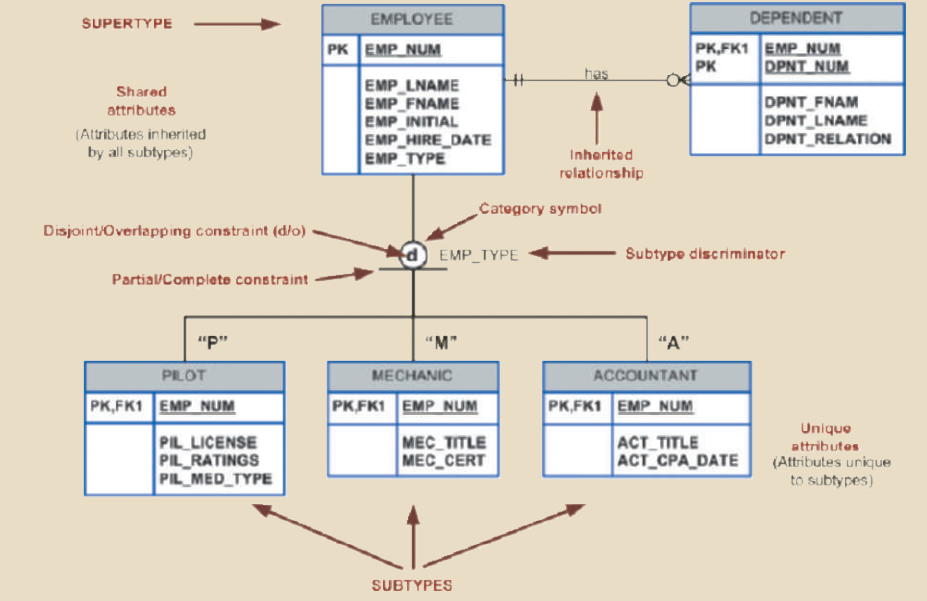 SUPERTYPE
EMPLOYEE
PK EMP_NUM
EMP_LNAME
EMP_FNAME
EMP_INITIAL
EMP_HIRE_DATE
EMP_TYPE
has
DEPENDENT
PK,FK1 EMP_NUM
PK DPNT_NUM
DPNT_FNAM
DPNT_LNAME
DPNT_RELATION
Shared
attributes
(Attributes inherited
by all subtypes)
Inherited
relationship
Category symbol
Disjoint/Overlapping constraint (d/o)
d
EMP_TYPE
Subtype discriminator
Partial/Complete constraint
“P”
“M”
“A”
PILOT
PK,FK1 EMP_NUM
PIL_LICENSE
PIL_RATINGS
PIL_MED_TYPE
MECHANIC
PK,FK1 EMP_NUM
MEC_TITLE
MEC_CERT
ACCOUNTANT
PK,FK1 EMP_NUM
ACT_TITLE
ACT_CPA_DATE
Unique
attributes
(Attributes unique
to subtypes)
SUBTYPES